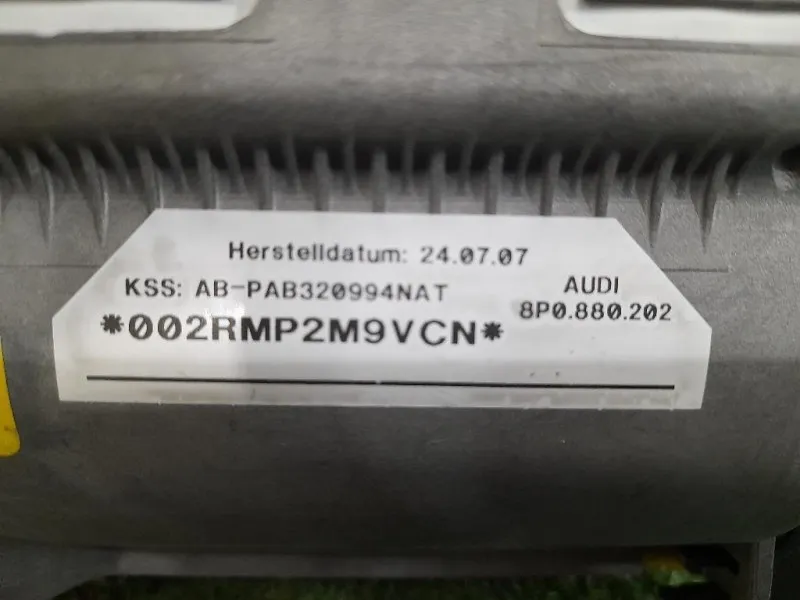 Herstelldatum: 24.07.07
KSS: AB-PAB320994NAT
AUDI
8P0.880.202
*002RMP2M9VCN*